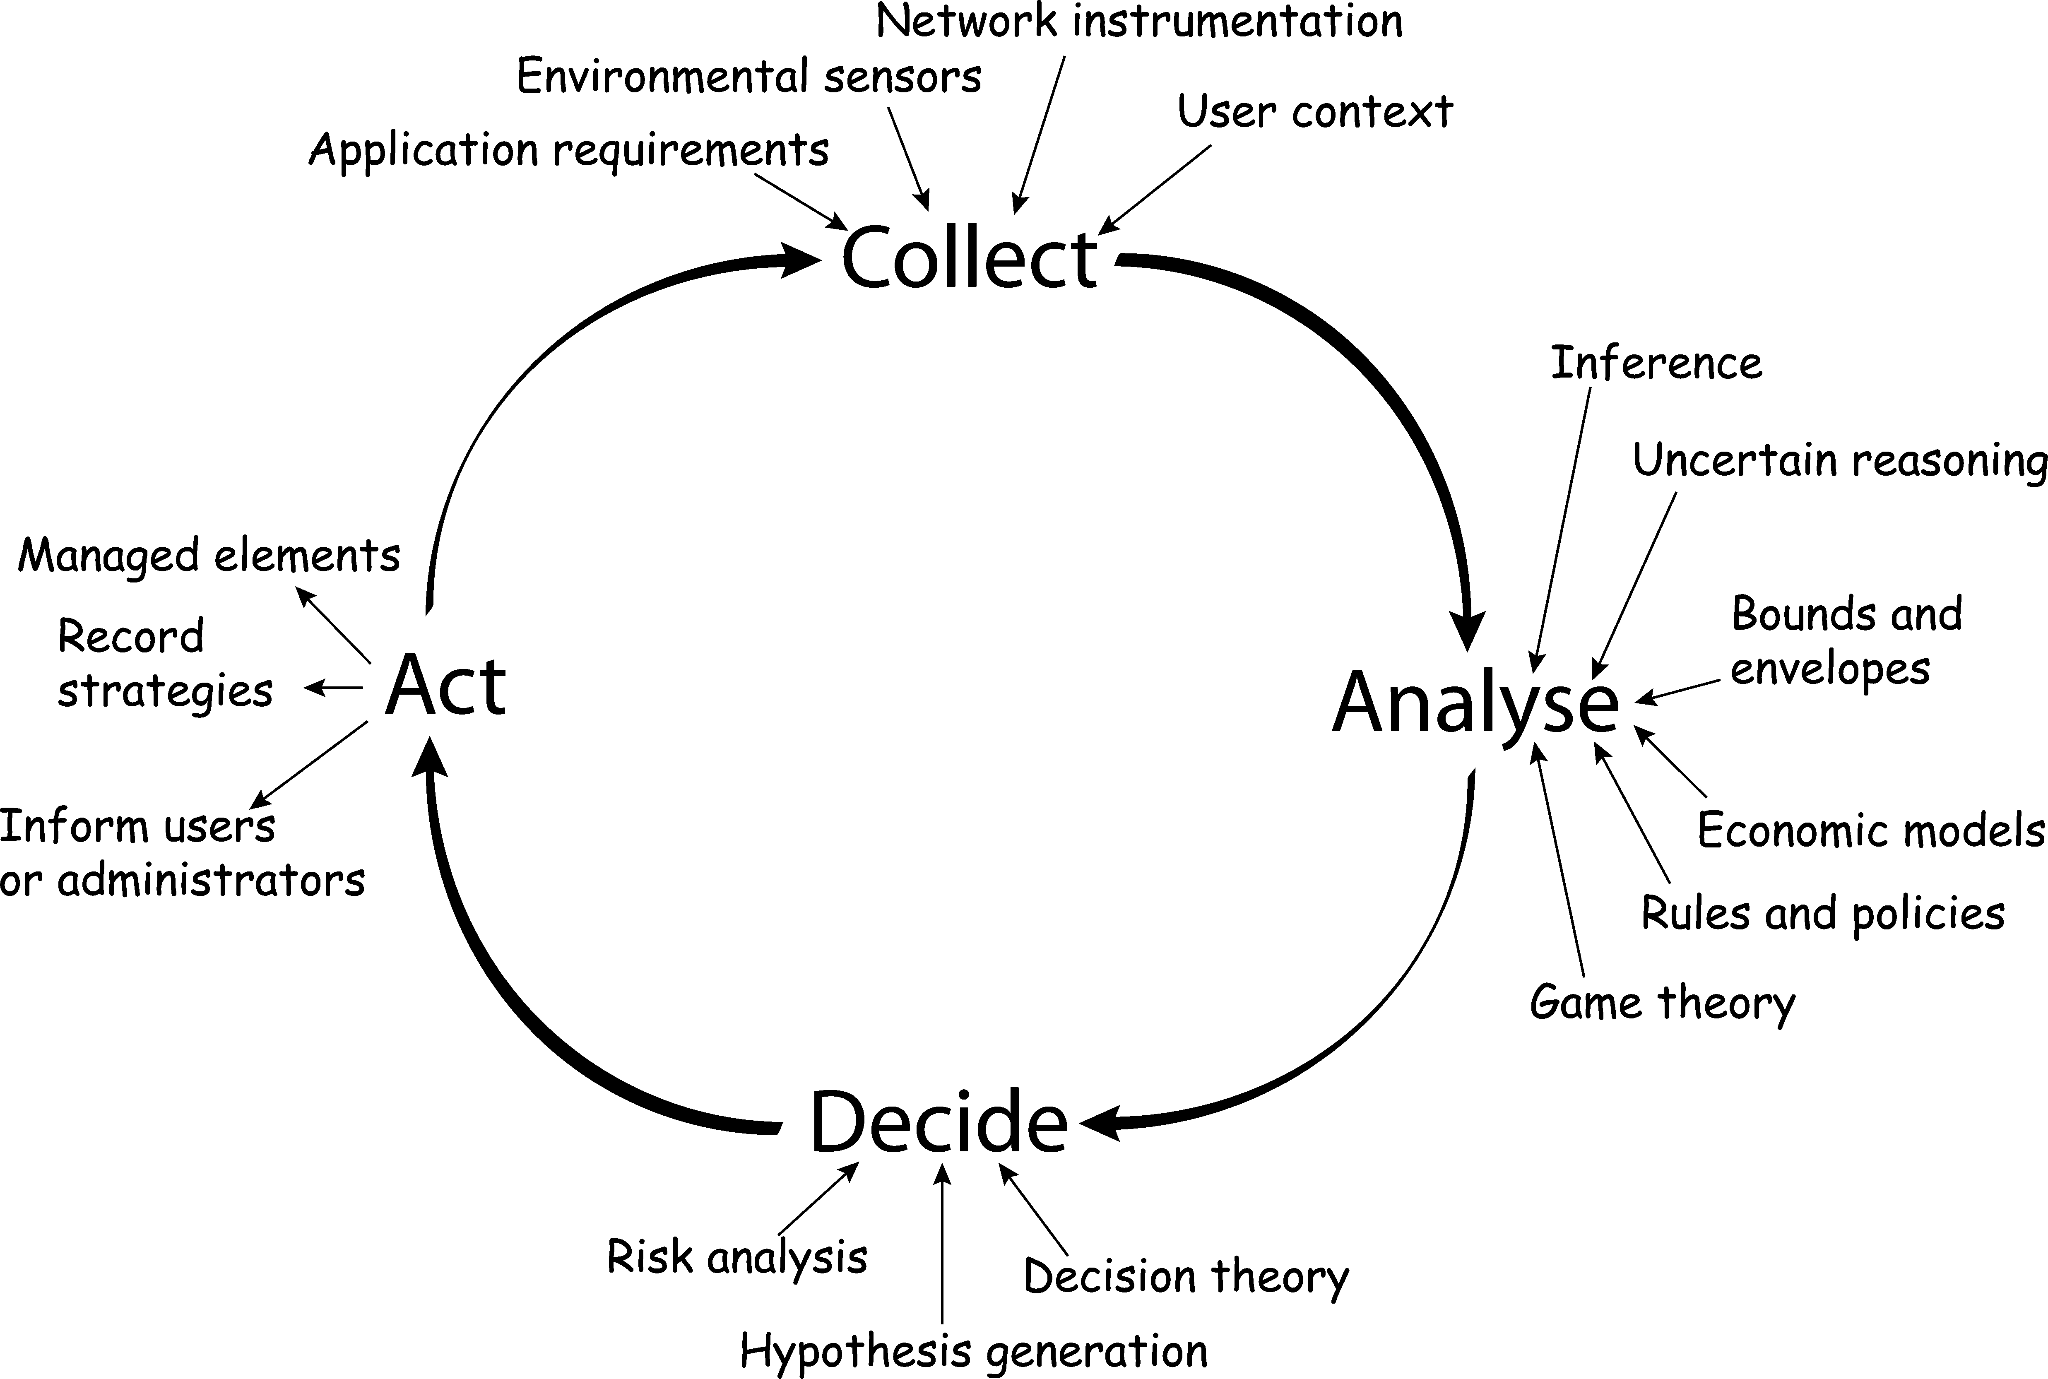 Network instrumentation
Environmental sensors
User context
Application requirements
Collect
Inference
Uncertain reasoning
Bounds and
envelopes
Analyse
Economic models
Rules and policies
Game theory
Decide
Risk analysis
Decision theory
Hypothesis generation
Managed elements
Record
strategies
Act
Inform users
or administrators